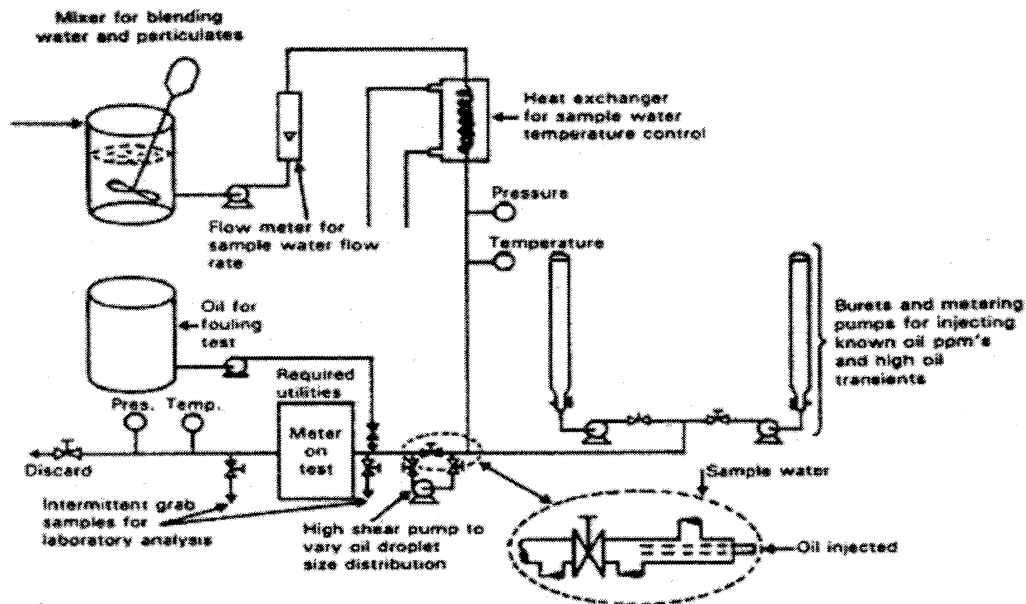 Mixer for blending
water and particulates
Heat exchanger
for sample water
temperature control
Pressure
Flow meter for
sample water flow
rate
Temperature
Oil for
fouling
test
Burets and metering
pumps for injecting
known oil ppm's
and high oil
transients
Required
utilities
Pres.
Temp.
Meter
on
test
Discard
Sample water
Intermittent grab
samples for
laboratory analysis
High shear pump to
vary oil droplet
size distribution
Oil injected